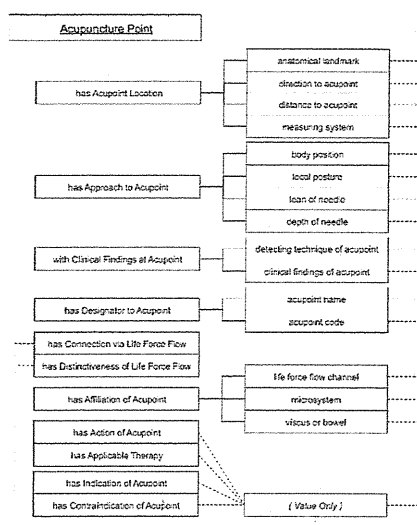 Acupuncture Point
has Acupoint Location
anatomical landmark
direction to acupoint
distance to acupoint
measuring system
has Approach to Acupoint
body position
local posture
lean of needle
depth of needle
with Clinical Findings at Acupoint
detecting technique of acupoint
clinical findings of acupoint
has Designator to Acupoint
acupoint name
acupoint code
has Connection via Life Force Flow
has Distinctiveness of Life Force Flow
has Affiliation of Acupoint
life force flow channel
microsystem
viscus or bowel
has Action of Acupoint
has Applicable Therapy
has Indication of Acupoint
has Contraindication of Acupoint
( Value Only )